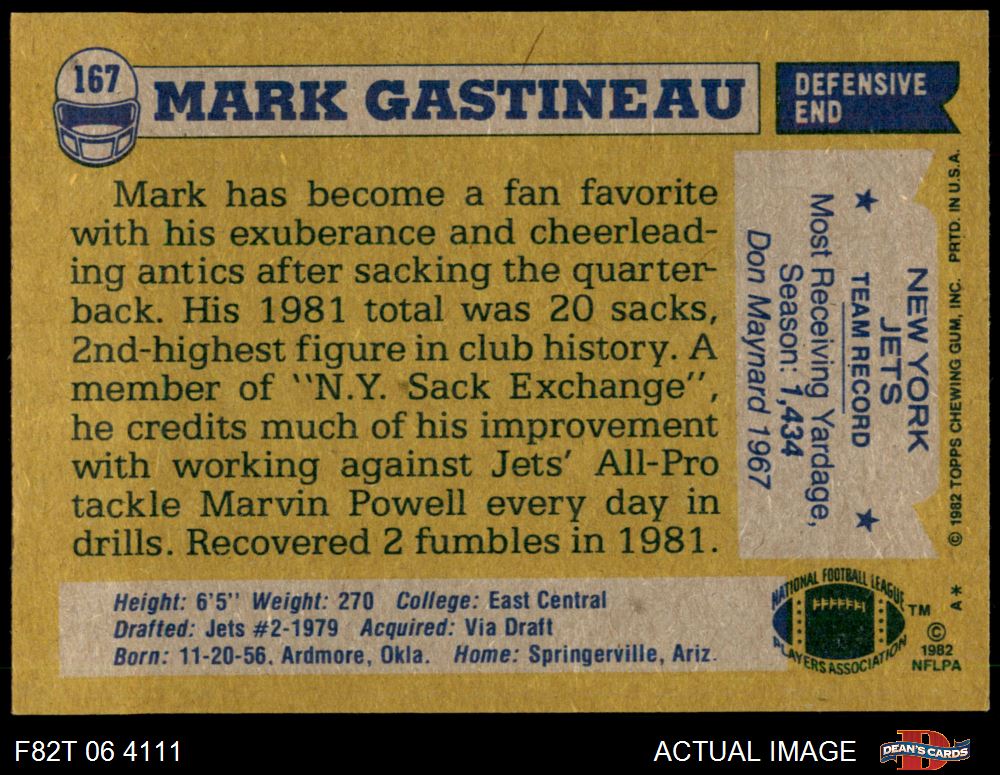 167
MARK GASTINEAU
DEFENSIVE
END
Mark has become a fan favorite
with his exuberance and cheerlead-
ing antics after sacking the quarter-
back. His 1981 total was 20 sacks,
2nd-highest figure in club history. A
member of "N.Y. Sack Exchange",
he credits much of his improvement
with working against Jets' All-Pro
tackle Marvin Powell every day in
drills. Recovered 2 fumbles in 1981.
NEW YORK
JETS
★ TEAM RECORD ★
Most Receiving Yardage,
Season: 1,434
Don Maynard 1967
© 1982 TOPPS CHEWING GUM, INC. PRTD. IN U.S.A.
Height: 6'5" Weight: 270 College: East Central
Drafted: Jets #2-1979 Acquired: Via Draft
Born: 11-20-56, Ardmore, Okla. Home: Springerville, Ariz.
NATIONAL FOOTBALL LEAGUE
PLAYERS ASSOCIATION
TM
A*
©
1982
NFLPA
F82T 06 4111
ACTUAL IMAGE
DEAN'S CARDS